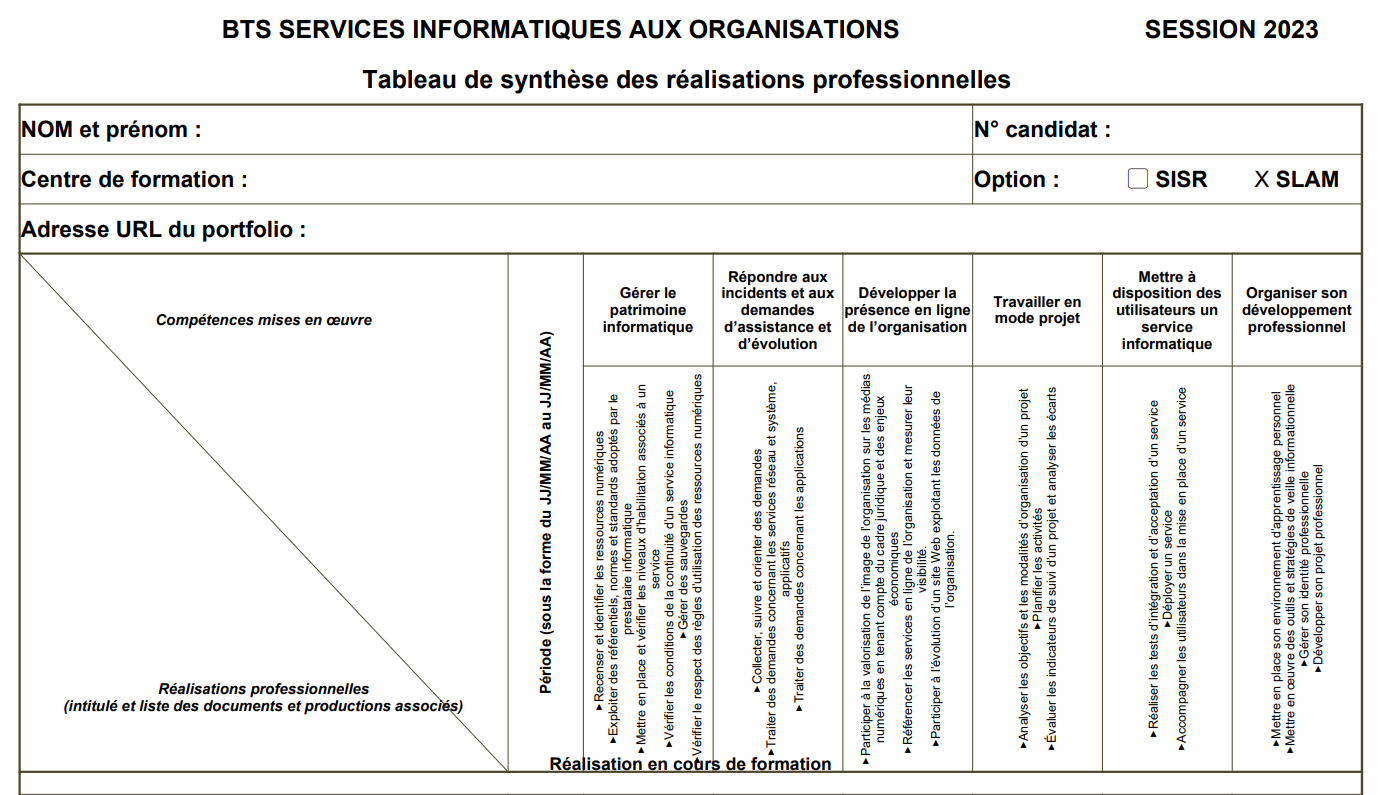 BTS SERVICES INFORMATIQUES AUX ORGANISATIONS SESSION 2023
Tableau de synthèse des réalisations professionnelles
NOM et prénom :
N° candidat :
Centre de formation :
Option : SISR X SLAM
Adresse URL du portfolio :
Compétences mises en œuvre
Réalisations professionnelles
(intitulé et liste des documents et productions associés)
Période (sous la forme du JJ/MM/AA au JJ/MM/AA)
Gérer le
patrimoine
informatique
Répondre aux
incidents et aux
demandes
d’assistance et
d’évolution
Développer la
présence en ligne
de l’organisation
Travailler en
mode projet
Mettre à
disposition des
utilisateurs un
service
informatique
Organiser son
développement
professionnel
►Recenser et identifier les ressources numériques
►Exploiter des référentiels, normes et standards adoptés par le
prestataire informatique
►Mettre en place et vérifier les niveaux d’habilitation associés à un
service
►Vérifier les conditions de la continuité d’un service informatique
►Gérer des sauvegardes
Vérifier le respect des règles d’utilisation des ressources numériques
►Collecter, suivre et orienter des demandes
►Traiter des demandes concernant les services réseau et système,
applicatifs
►Traiter des demandes concernant les applications
►Participer à la valorisation de l’image de l’organisation sur les médias
numériques en tenant compte du cadre juridique et des enjeux
économiques
►Référencer les services en ligne de l’organisation et mesurer leur
visibilité.
►Participer à l’évolution d’un site Web exploitant les données de
l’organisation.
►Analyser les objectifs et les modalités d’organisation d’un projet
►Planifier les activités
►Évaluer les indicateurs de suivi d’un projet et analyser les écarts
►Réaliser les tests d’intégration et d’acceptation d’un service
►Déployer un service
►Accompagner les utilisateurs dans la mise en place d’un service
►Mettre en place son environnement d’apprentissage personnel
►Mettre en œuvre des outils et stratégies de veille informationnelle
►Gérer son identité professionnelle
►Développer son projet professionnel
Réalisation en cours de formation